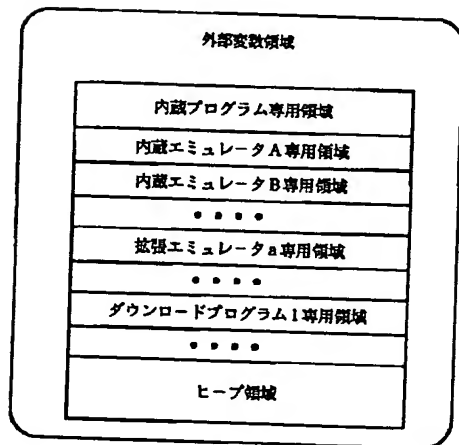 外部変数領域
内蔵プログラム専用領域
内蔵エミュレータA専用領域
内蔵エミュレータB専用領域
• • • •
拡張エミュレータa専用領域
• • • •
ダウンロードプログラム1専用領域
• • • •
ヒープ領域